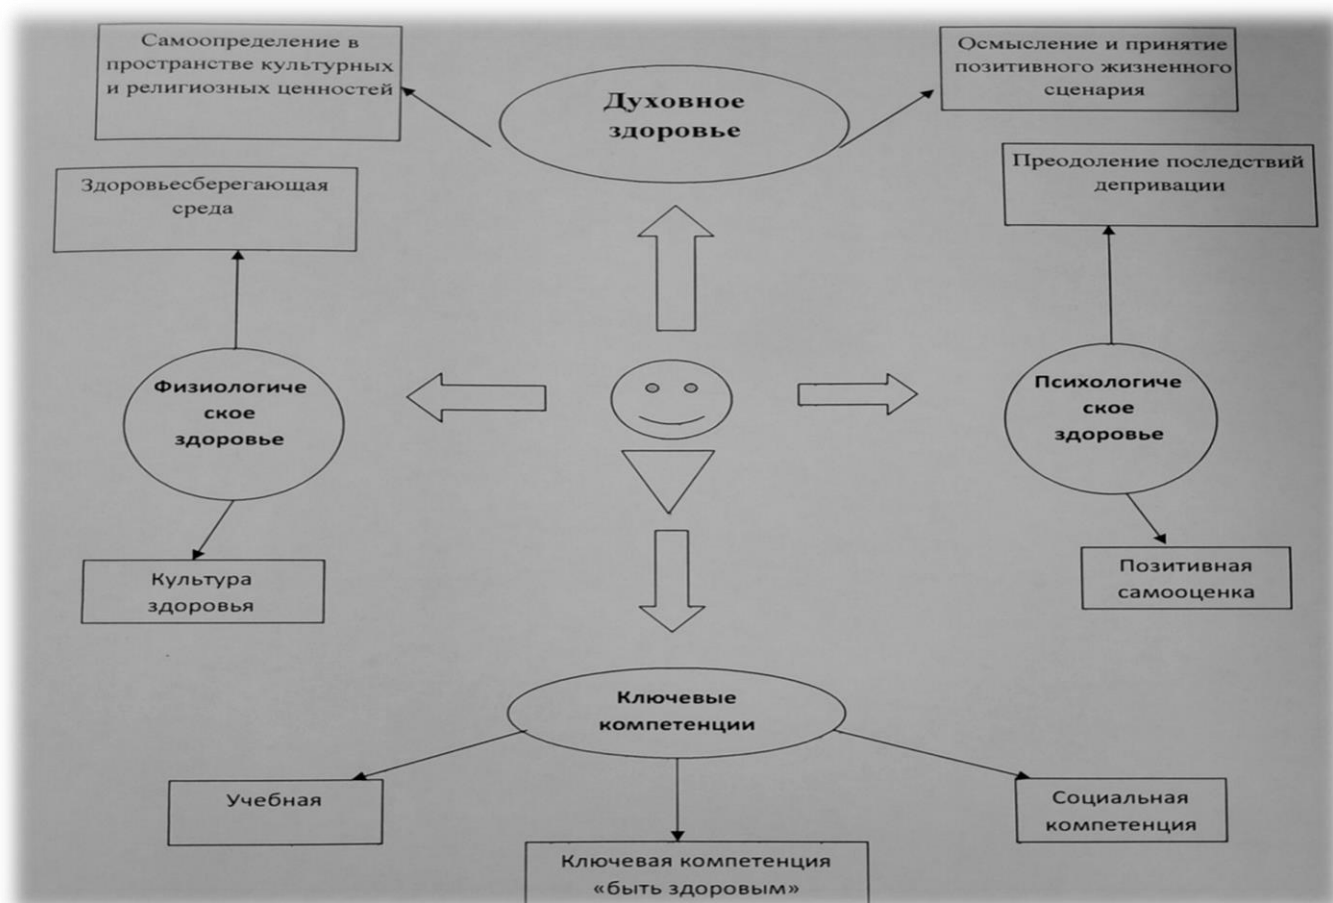 Самоопределение в
пространстве культурных
и религиозных ценностей
Духовное
здоровье
Осмысление и принятие
позитивного жизненного
сценария
Здоровьесберегающая
среда
Преодоление последствий
депривации
Физиологиче
ское
здоровье
Психологиче
ское
здоровье
Культура
здоровья
Позитивная
самооценка
Ключевые
компетенции
Учебная
Ключевая компетенция
«быть здоровым»
Социальная
компетенция